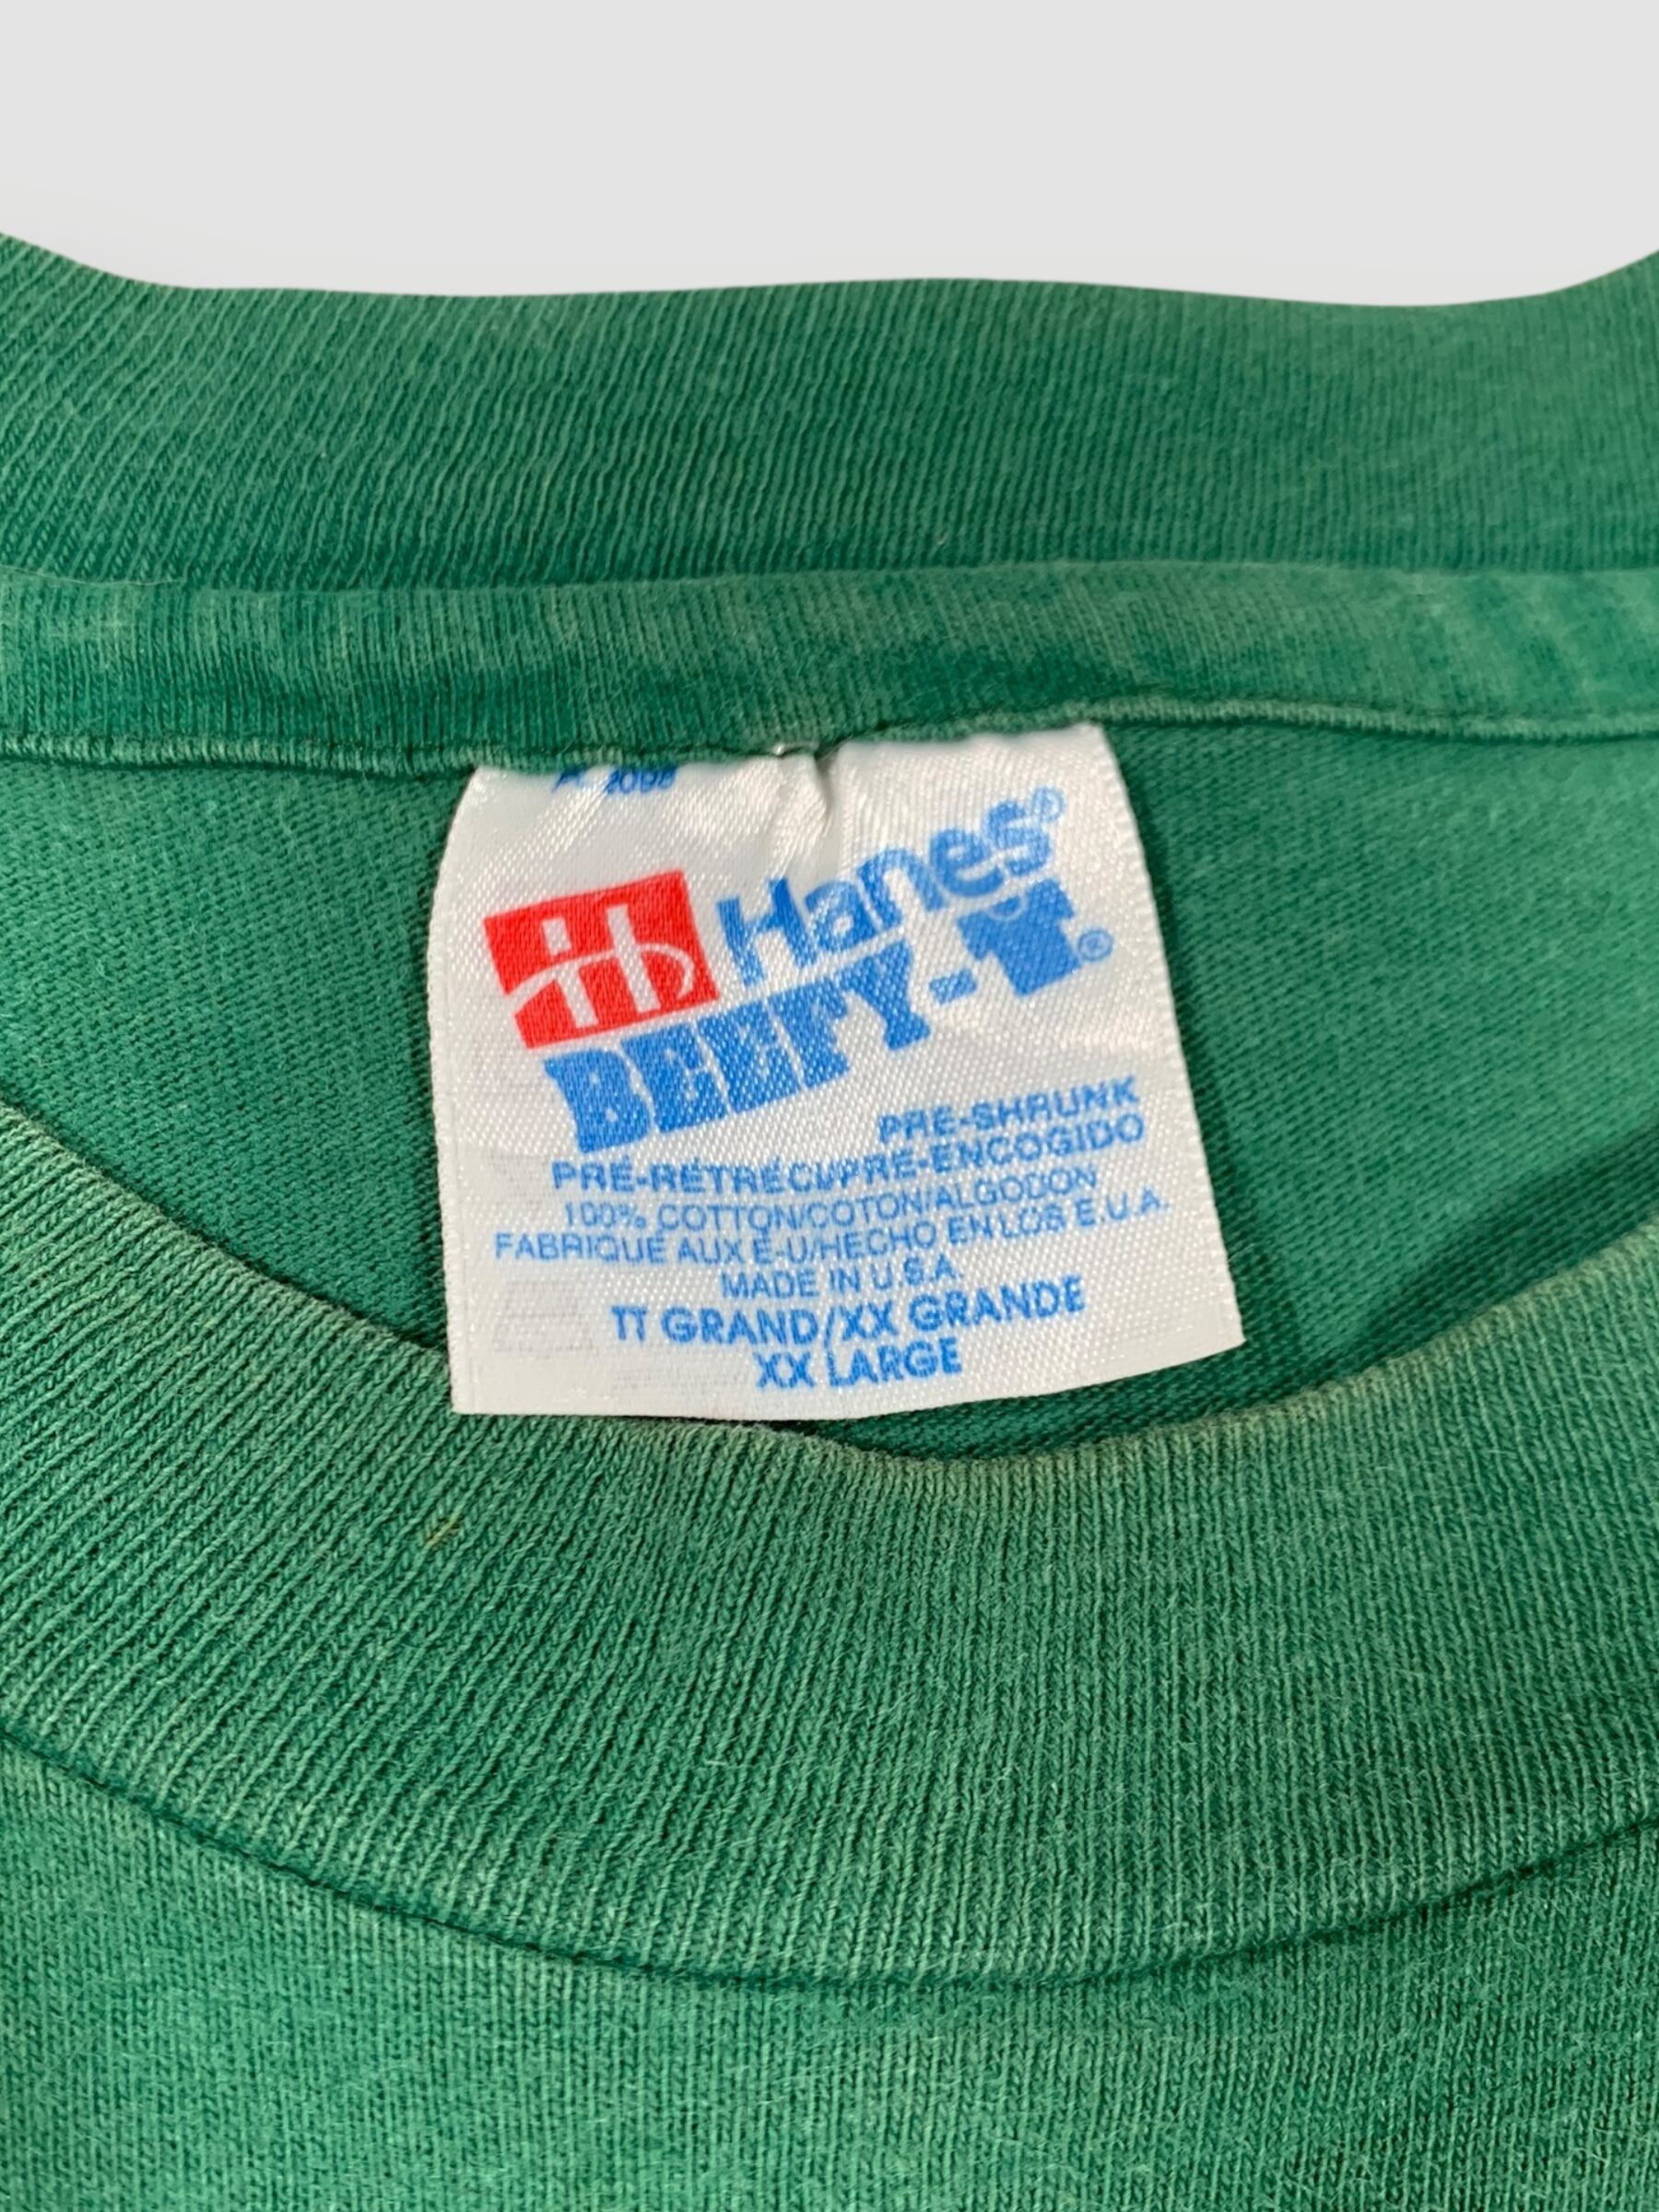 2098
Hanes®
BEEFY-T®
PRE-SHRUNK
PRÉ-RÉTRÉCI/PRE-ENCOGIDO
100% COTTON/COTON/ALGODON
FABRIQUÉ AUX É-U/HECHO EN LOS E.U.A.
MADE IN U.S.A.
TT GRAND/XX GRANDE
XX LARGE